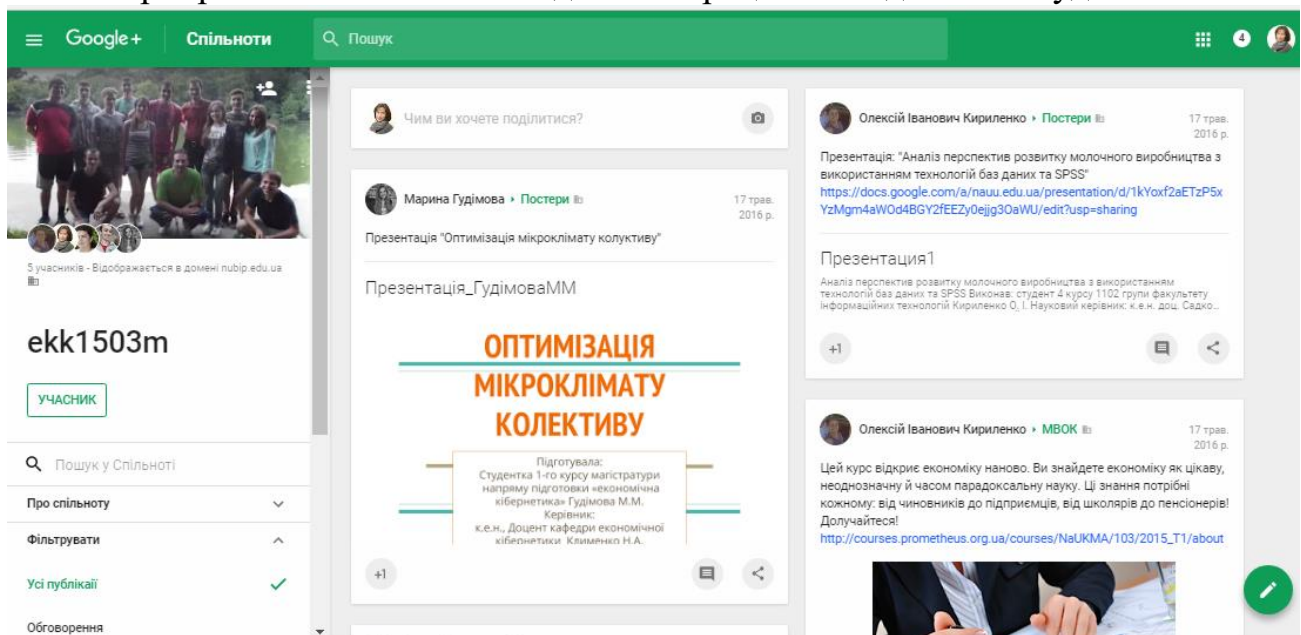 Google+ Спільноти Пошук 4
5 учасників - Відображається в домені nubip.edu.ua
ekk1503m
УЧАСНИК
Пошук у Спільноті
Про спільноту
Фільтрувати
Усі публікаії
Обговорення
Чим ви хочете поділитися?
Марина Гудімова ▸ Постери
17 трав.
2016 р.
Презентація "Оптимізація мікроклімату колуктиву"
Презентація_ГудімоваММ
ОПТИМІЗАЦІЯ
МІКРОКЛІМАТУ
КОЛЕКТИВУ
Підготувала:
Студентка 1-го курсу магістратури
напряму підготовки «економічна
кібернетика» Гудімова М.М.
Керівник:
к.е.н., Доцент кафедри економічної
кібернетики Клименко Н.А.
+1
Олексій Іванович Кириленко ▸ Постери
17 трав.
2016 р.
Презентація: "Аналіз перспектив розвитку молочного виробництва з
використанням технологій баз даних та SPSS"
https://docs.google.com/a/nauu.edu.ua/presentation/d/1kYoxf2aETzP5x
YzMgm4aWOd4BGY2fEEZy0ejjg3OaWU/edit?usp=sharing
Презентация1
Аналіз перспектив розвитку молочного виробництва з використанням
технологій баз даних та SPSS Виконав: студент 4 курсу 1102 групи факультету
інформаційних технологій Кириленко О, І. Науковий керівник: к.е.н. доц. Садко...
+1
Олексій Іванович Кириленко ▸ МВОК
17 трав.
2016 р.
Цей курс відкриє економіку наново. Ви знайдете економіку як цікаву,
неоднозначну й часом парадоксальну науку. Ці знання потрібні
кожному: від чиновників до підприємців, від школярів до пенсіонерів!
Долучайтеся!
http://courses.prometheus.org.ua/courses/NaUKMA/103/2015_T1/about